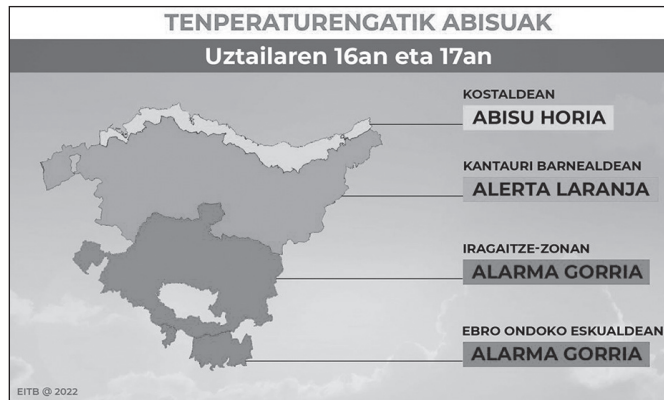 TENPERATURENGATIK ABISUAK
Uztailaren 16an eta 17an
KOSTALDEAN
ABISU HORIA
KANTAURI BARNEALDEAN
ALERTA LARANJA
IRAGAITZE-ZONAN
ALARMA GORRIA
EBRO ONDOKO ESKUALDEAN
ALARMA GORRIA
EITB @ 2022